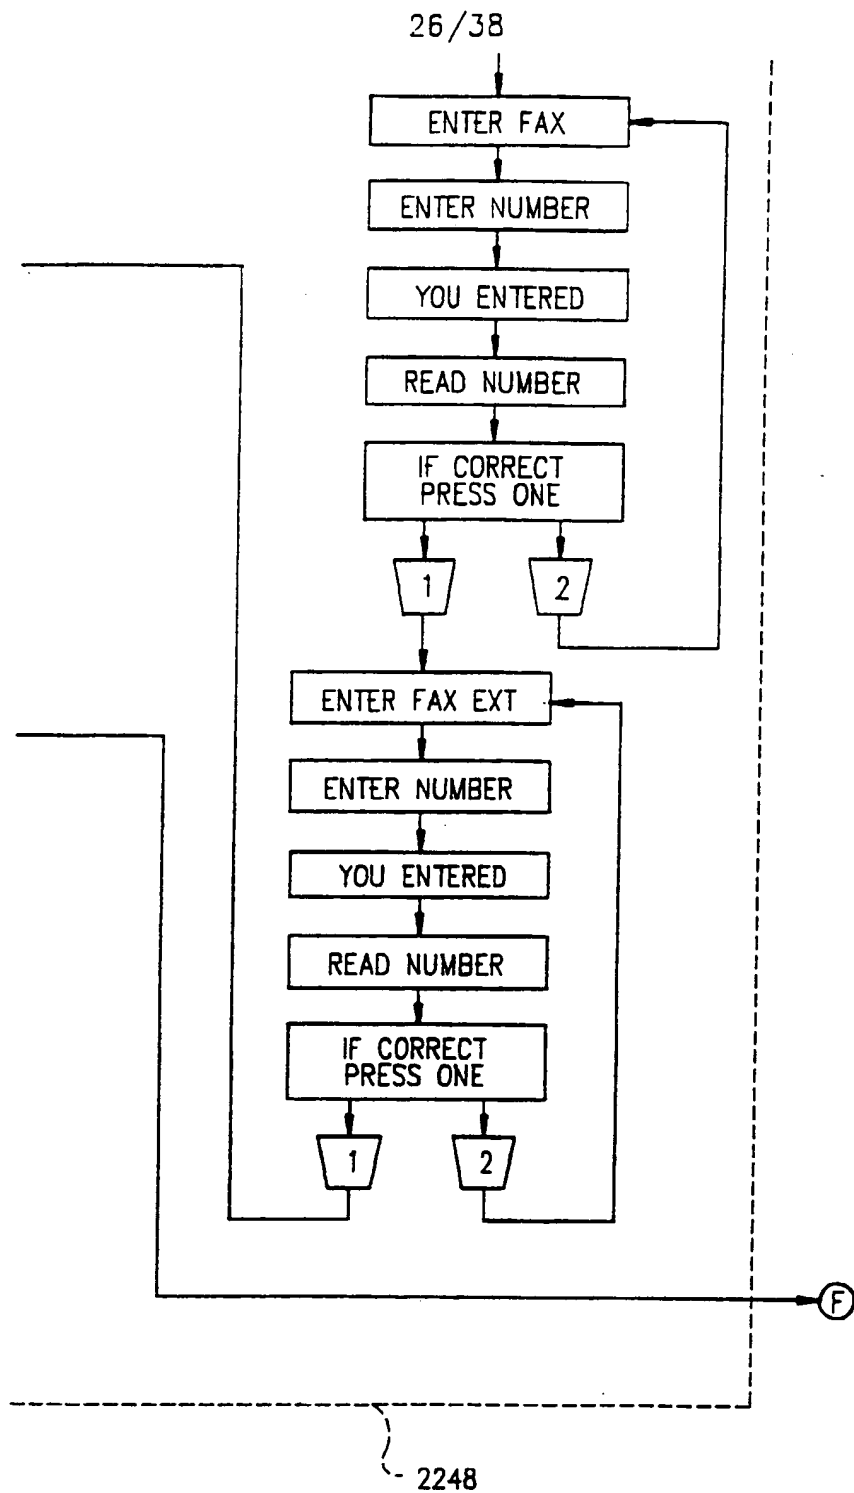 26/38
ENTER FAX
ENTER NUMBER
YOU ENTERED
READ NUMBER
IF CORRECT
PRESS ONE
1
2
ENTER FAX EXT
ENTER NUMBER
YOU ENTERED
READ NUMBER
IF CORRECT
PRESS ONE
1
2
F
2248